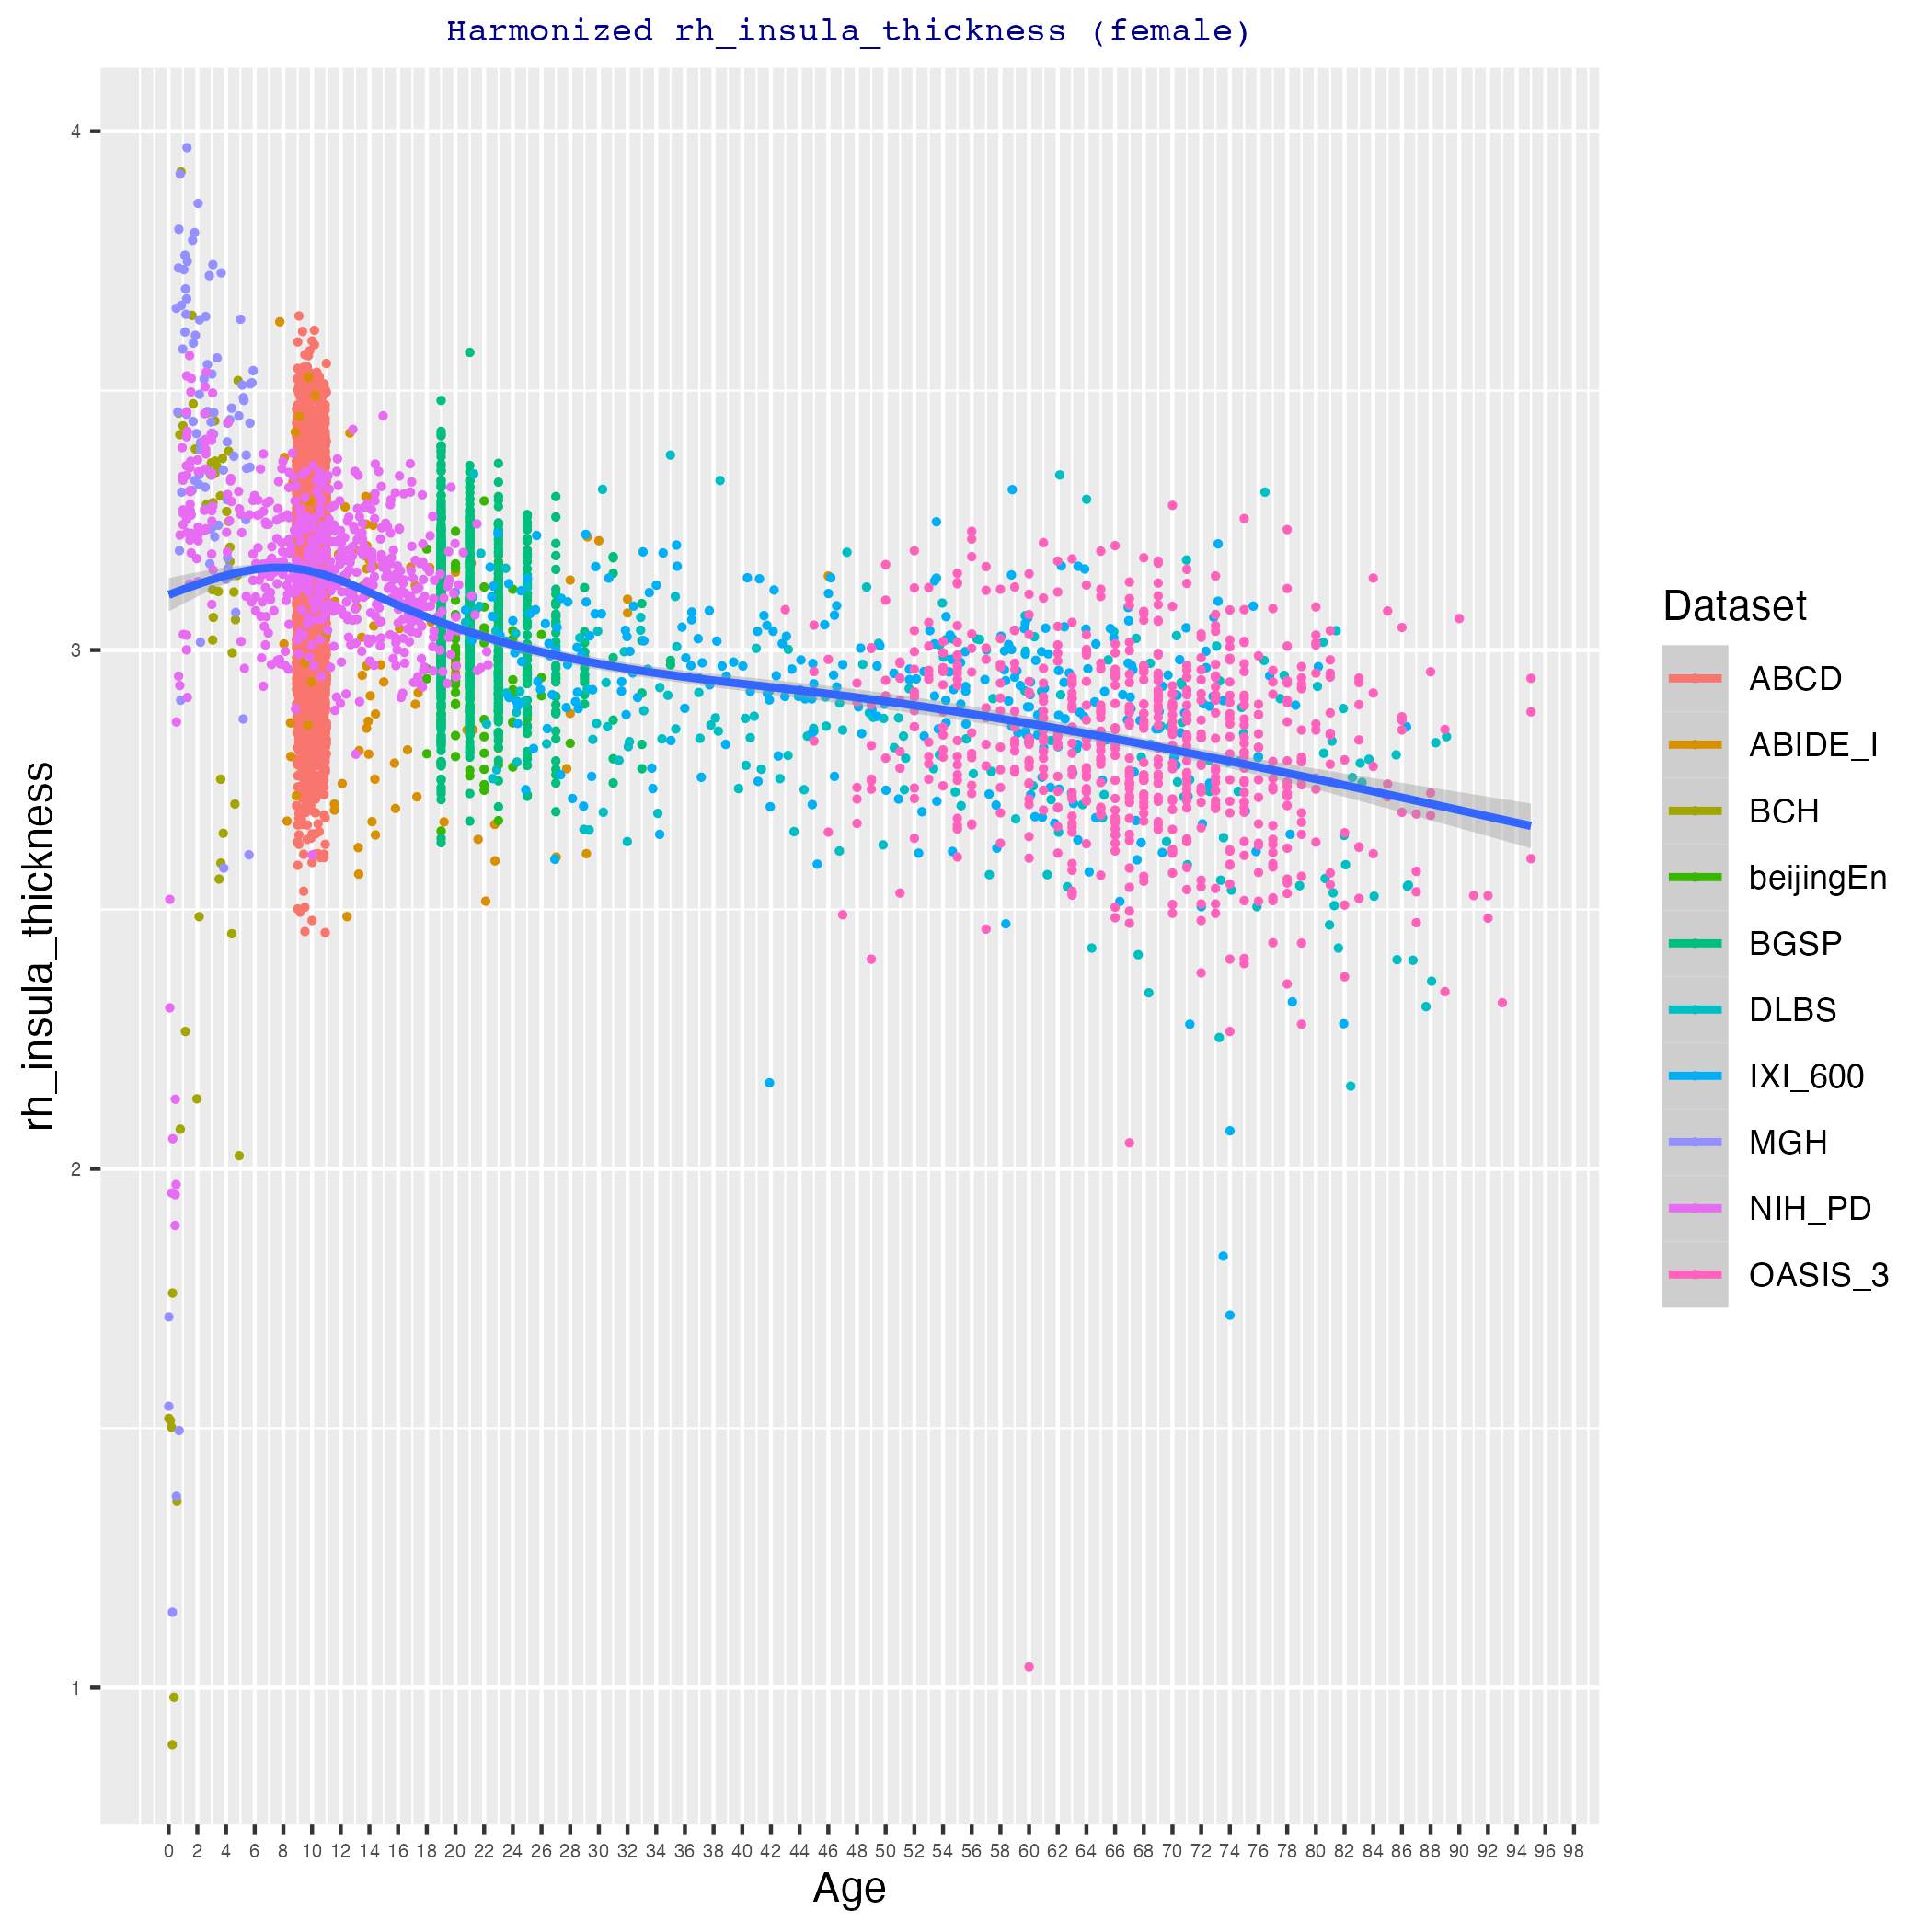 Harmonized rh_insula_thickness (female)
4
3
2
1
rh_insula_thickness
0 2 4 6 8 10 12 14 16 18 20 22 24 26 28 30 32 34 36 38 40 42 44 46 48 50 52 54 56 58 60 62 64 66 68 70 72 74 76 78 80 82 84 86 88 90 92 94 96 98
Age
Dataset
ABCD
ABIDE_I
BCH
beijingEn
BGSP
DLBS
IXI_600
MGH
NIH_PD
OASIS_3